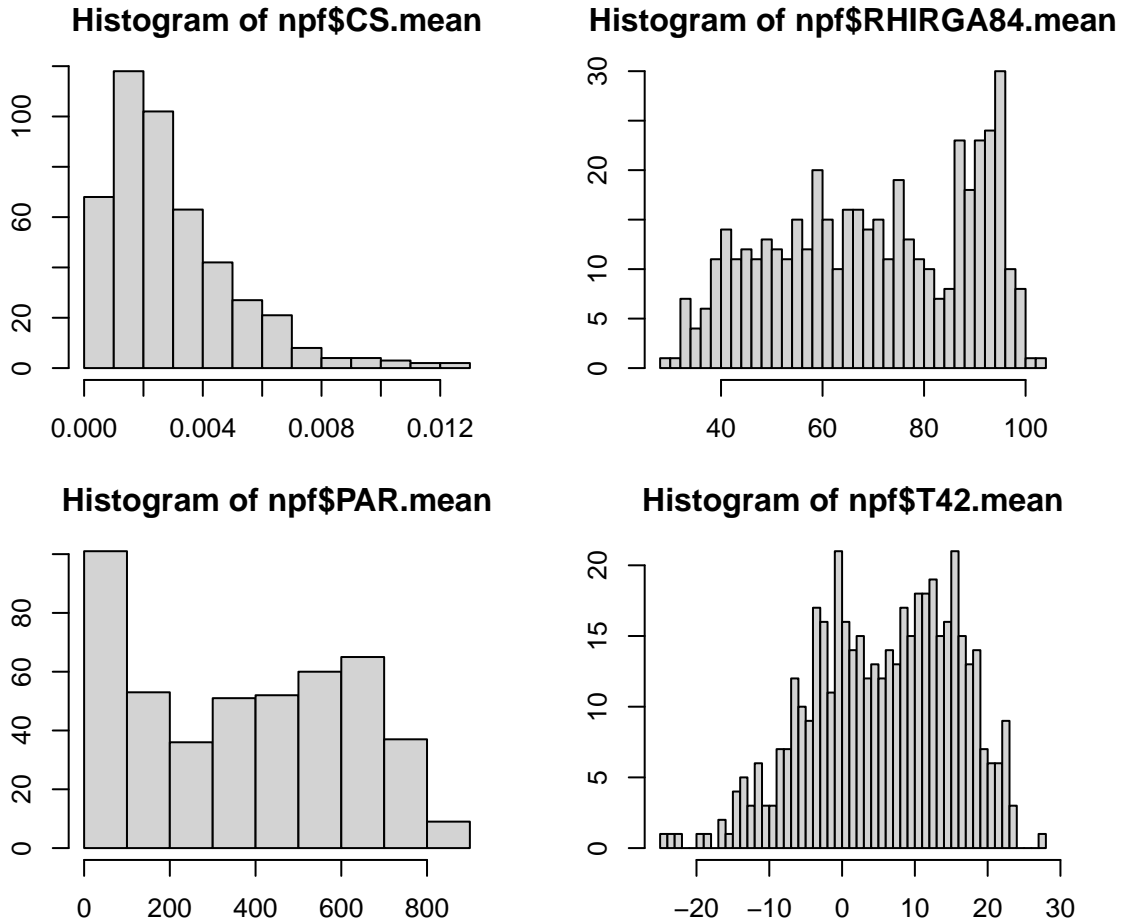 Histogram of npf$CS.mean
0 20 60 100
0.000 0.004 0.008 0.012
Histogram of npf$RHIRGA84.mean
0 5 10 20 30
40 60 80 100
Histogram of npf$PAR.mean
0 20 40 60 80
0 200 400 600 800
Histogram of npf$T42.mean
0 5 10 15 20
−20 −10 0 10 20 30